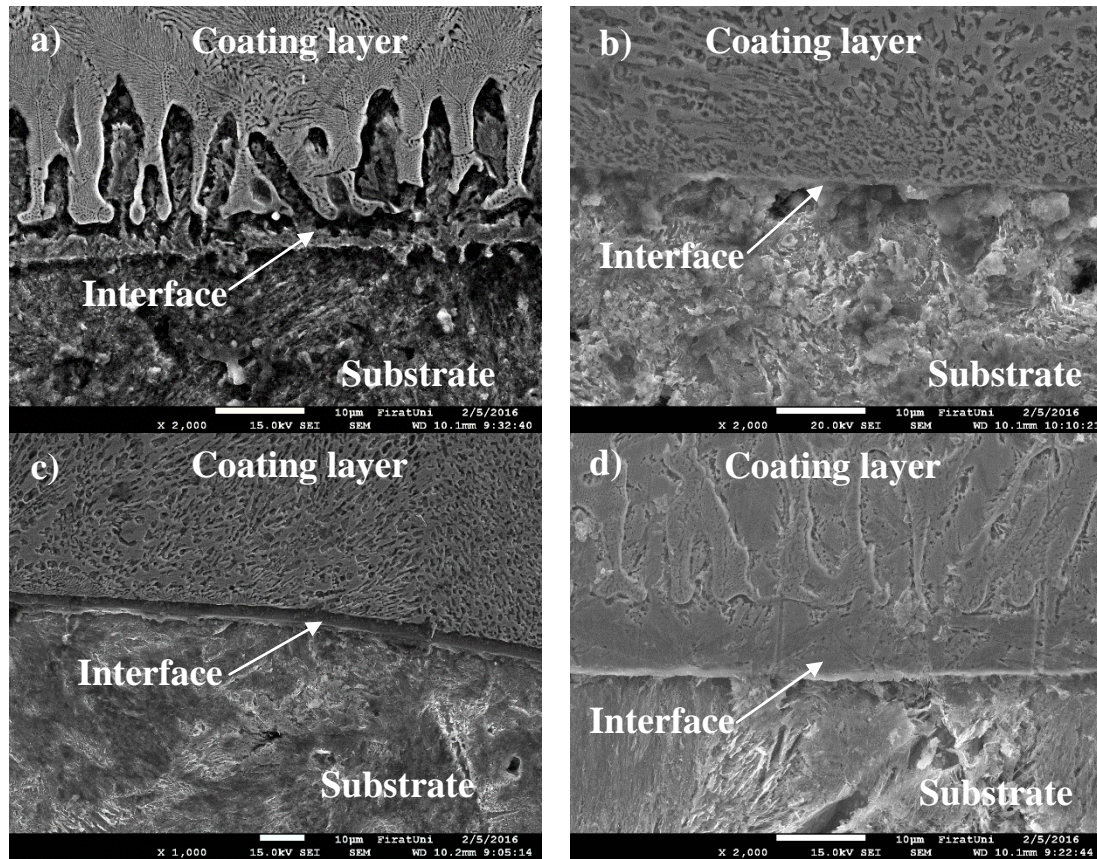 a)
Coating layer
Interface
Substrate
10μm FiratUni 2/5/2016
X 2,000 15.0kV SEI SEM WD 10.1mm 9:32:40
b)
Coating layer
Interface
Substrate
10μm FiratUni 2/5/2016
X 2,000 20.0kV SEI SEM WD 10.1mm 10:10:21
c)
Coating layer
Interface
Substrate
10μm FiratUni 2/5/2016
X 1,000 15.0kV SEI SEM WD 10.2mm 9:05:14
d)
Coating layer
Interface
Substrate
10μm FiratUni 2/5/2016
X 2,000 15.0kV SEI SEM WD 10.1mm 9:22:44